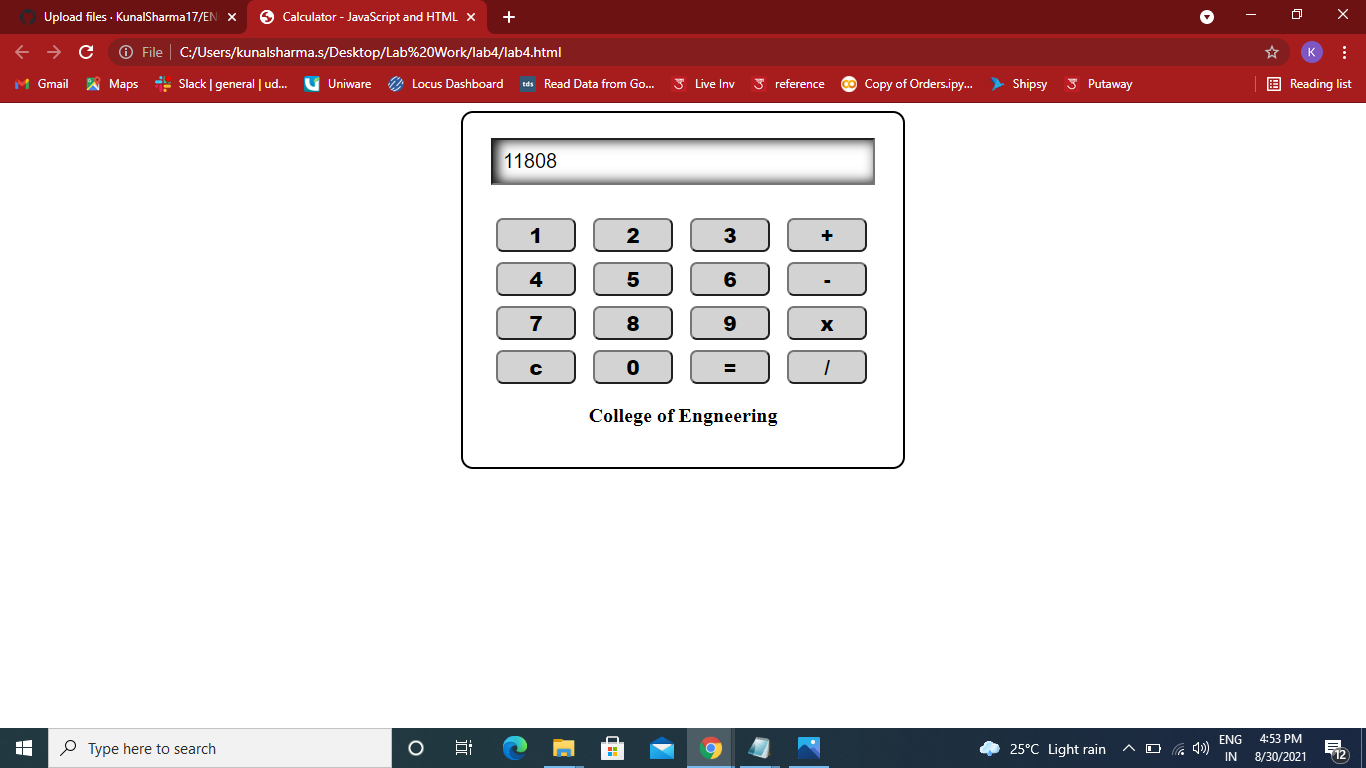 Upload files · KunalSharma17/EN
Calculator - JavaScript and HTML
File
C:/Users/kunalsharma.s/Desktop/Lab%20Work/lab4/lab4.html
K
Gmail
Maps
Slack | general | ud...
Uniware
Locus Dashboard
tds
Read Data from Go...
Live Inv
reference
Copy of Orders.ipy...
Shipsy
Putaway
Reading list
11808
1 2 3 +
4 5 6 -
7 8 9 x
c 0 = /
College of Engneering
Type here to search
25°C Light rain
ENG
IN
4:53 PM
8/30/2021
12